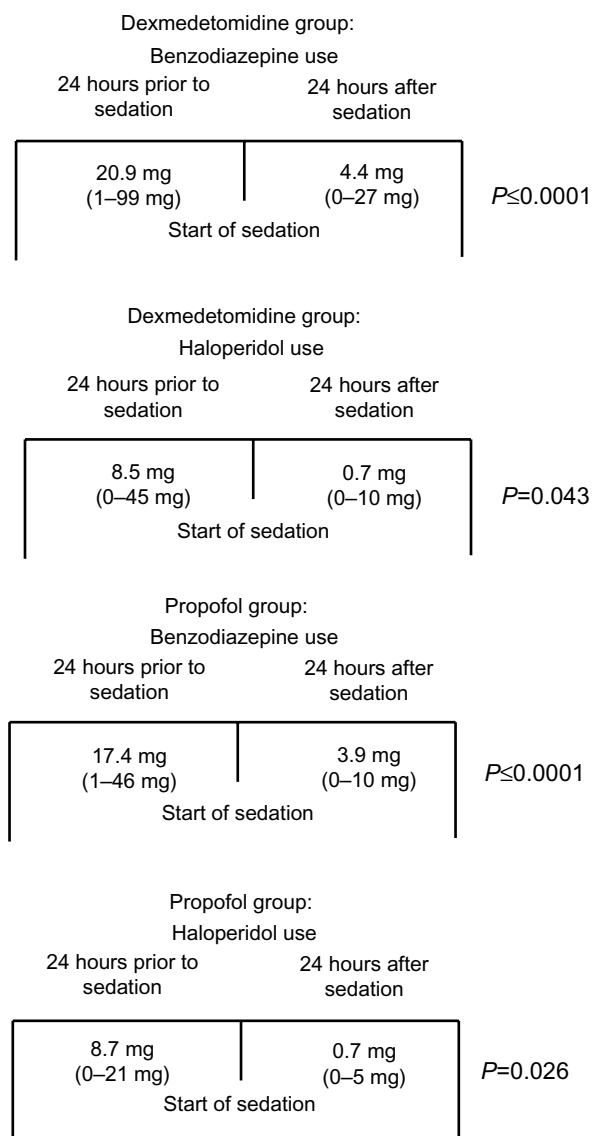 Dexmedetomidine group:
Benzodiazepine use
24 hours prior to sedation
24 hours after sedation
20.9 mg
(1–99 mg)
4.4 mg
(0–27 mg)
P≤0.0001
Start of sedation
Dexmedetomidine group:
Haloperidol use
24 hours prior to sedation
24 hours after sedation
8.5 mg
(0–45 mg)
0.7 mg
(0–10 mg)
P=0.043
Start of sedation
Propofol group:
Benzodiazepine use
24 hours prior to sedation
24 hours after sedation
17.4 mg
(1–46 mg)
3.9 mg
(0–10 mg)
P≤0.0001
Start of sedation
Propofol group:
Haloperidol use
24 hours prior to sedation
24 hours after sedation
8.7 mg
(0–21 mg)
0.7 mg
(0–5 mg)
P=0.026
Start of sedation